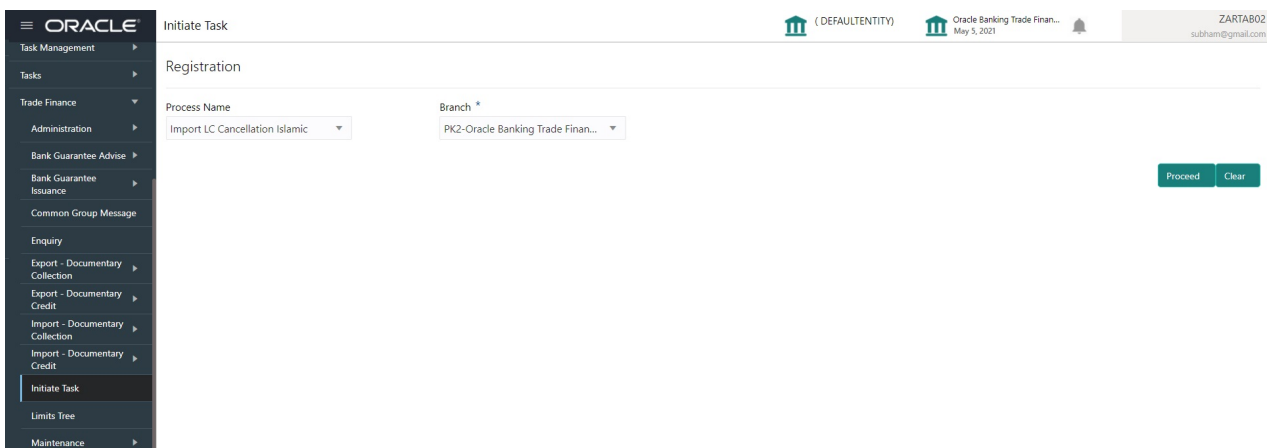 ORACLE
Initiate Task
( DEFAULTENTITY)
Oracle Banking Trade Finan...
May 5, 2021
ZARTAB02
subham@gmail.com
Task Management
Tasks
Trade Finance
Administration
Bank Guarantee Advise
Bank Guarantee
Issuance
Common Group Message
Enquiry
Export - Documentary
Collection
Export - Documentary
Credit
Import - Documentary
Collection
Import - Documentary
Credit
Initiate Task
Limits Tree
Maintenance
Registration
Process Name
Import LC Cancellation Islamic
Branch *
PK2-Oracle Banking Trade Finan...
Proceed
Clear